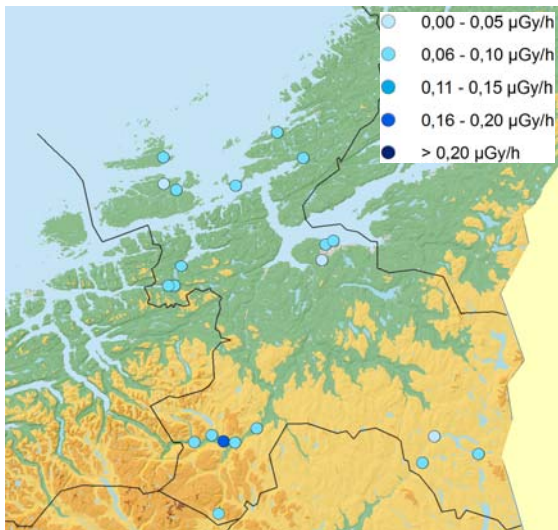 0,00 - 0,05 µGy/h
0,06 - 0,10 µGy/h
0,11 - 0,15 µGy/h
0,16 - 0,20 µGy/h
> 0,20 µGy/h